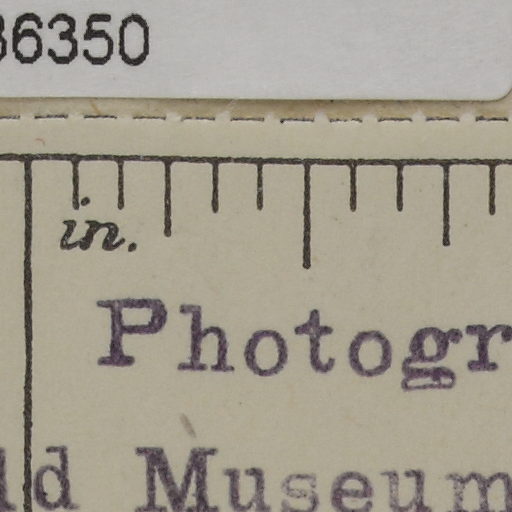 36350
in.
Photogr
ld Museum